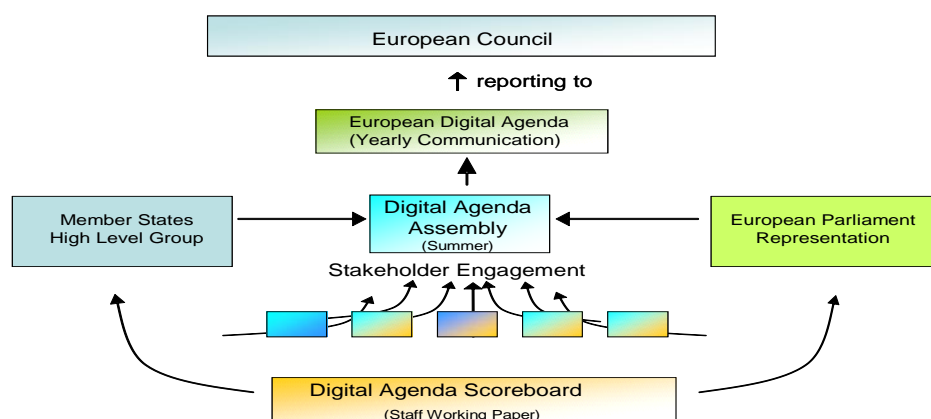 European Council
reporting to
European Digital Agenda
(Yearly Communication)
Member States
High Level Group
Digital Agenda
Assembly
(Summer)
European Parliament
Representation
Stakeholder Engagement
Digital Agenda Scoreboard
(Staff Working Paper)